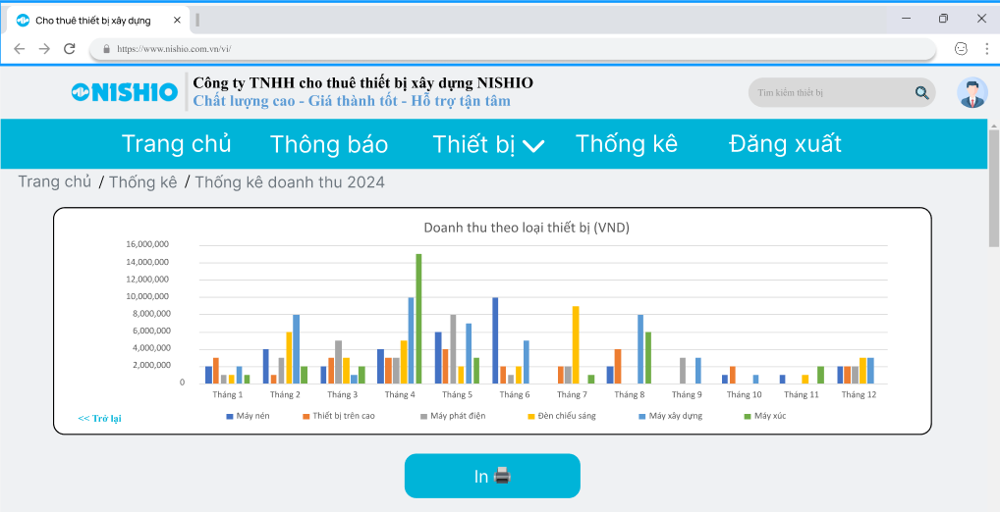 Cho thuê thiết bị xây dựng
https://www.nishio.com.vn/vi/
NISHIO
Công ty TNHH cho thuê thiết bị xây dựng NISHIO
Chất lượng cao - Giá thành tốt - Hỗ trợ tận tâm
Tìm kiếm thiết bị
Trang chủ Thông báo Thiết bị Thống kê Đăng xuất
Trang chủ / Thống kê / Thống kê doanh thu 2024
Doanh thu theo loại thiết bị (VND)
16,000,000
14,000,000
12,000,000
10,000,000
8,000,000
6,000,000
4,000,000
2,000,000
0
Tháng 1 Tháng 2 Tháng 3 Tháng 4 Tháng 5 Tháng 6 Tháng 7 Tháng 8 Tháng 9 Tháng 10 Tháng 11 Tháng 12
Máy nén Thiết bị trên cao Máy phát điện Đèn chiếu sáng Máy xây dựng Máy xúc
<< Trở lại
In